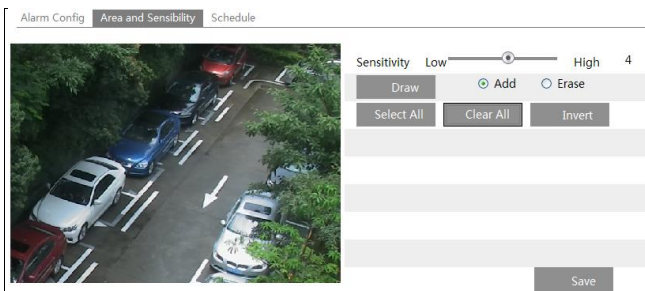 Alarm Config Area and Sensibility Schedule
Sensitivity Low High 4
Draw Add Erase
Select All Clear All Invert
Save